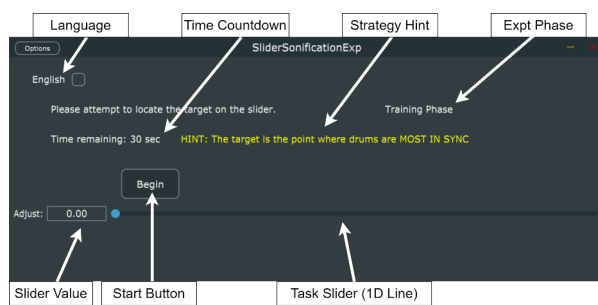 Language
Time Countdown
Strategy Hint
Expt Phase
Options
SliderSonificationExp
English
Please attempt to locate the target on the slider.
Training Phase
Time remaining: 30 sec
HINT: The target is the point where drums are MOST IN SYNC
Begin
Adjust: 0.00
Slider Value
Start Button
Task Slider (1D Line)